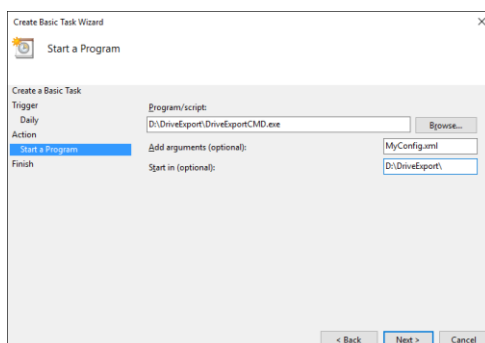 Create Basic Task Wizard
Start a Program
Create a Basic Task
Trigger
Daily
Action
Start a Program
Finish
Program/script:
D:\DriveExport\DriveExportCMD.exe
Browse...
Add arguments (optional):
MyConfig.xml
Start in (optional):
D:\DriveExport\
< Back
Next >
Cancel